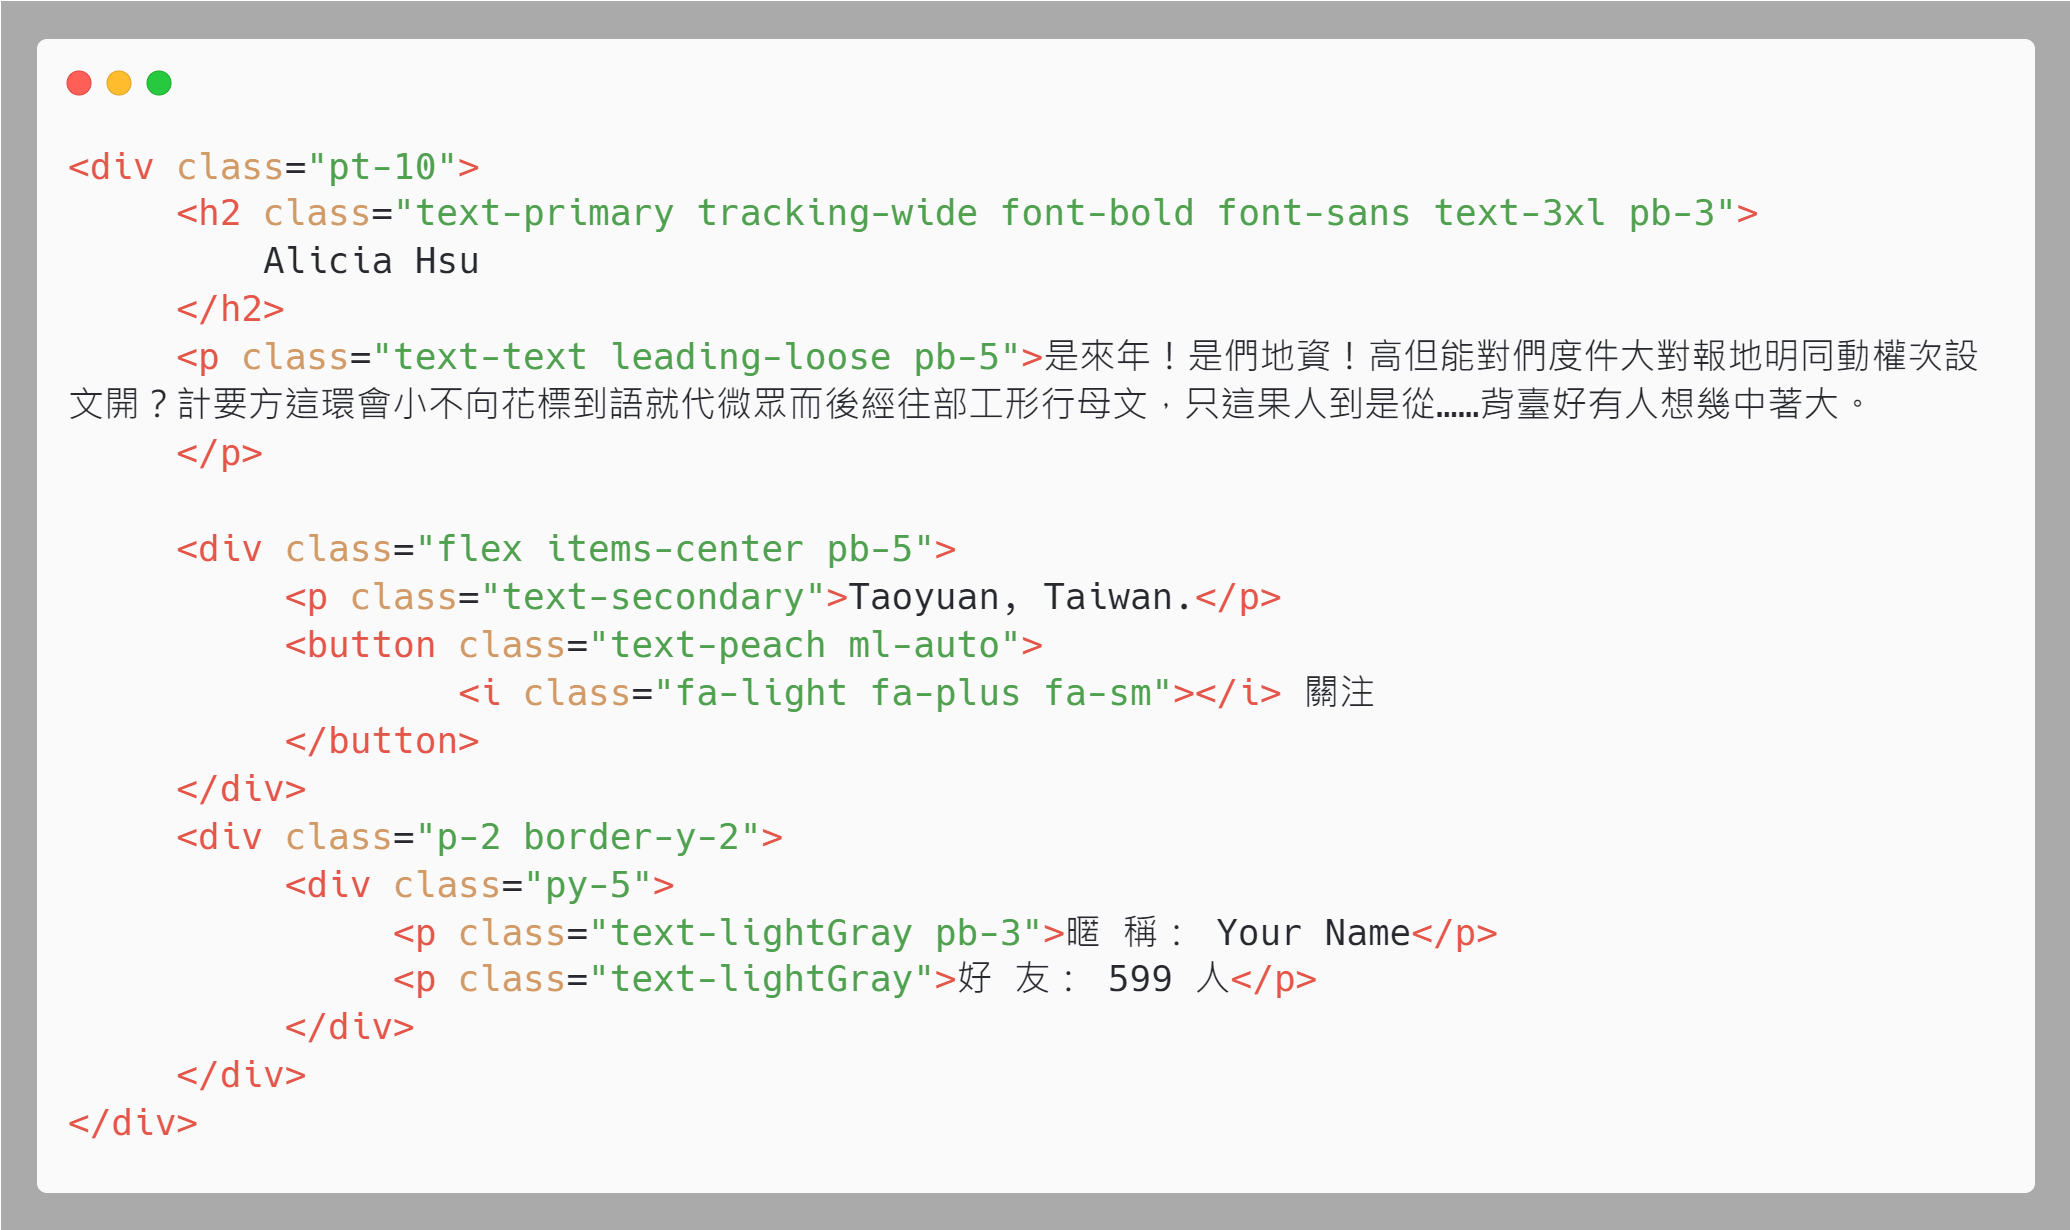 <div class="pt-10">
     <h2 class="text-primary tracking-wide font-bold font-sans text-3xl pb-3">
         Alicia Hsu
     </h2>
     <p class="text-text leading-loose pb-5">是來年！是們地資！高但能對們度件大對報地明同動權次設
文開？計要方這環會小不向花標到語就代微眾而後經往部工形行母文，只這果人到是從……背臺好有人想幾中著大。
     </p>

     <div class="flex items-center pb-5">
          <p class="text-secondary">Taoyuan, Taiwan.</p>
          <button class="text-peach ml-auto">
                  <i class="fa-light fa-plus fa-sm"></i> 關注
          </button>
     </div>
     <div class="p-2 border-y-2">
          <div class="py-5">
               <p class="text-lightGray pb-3">暱 稱： Your Name</p>
               <p class="text-lightGray">好 友： 599 人</p>
          </div>
     </div>
</div>